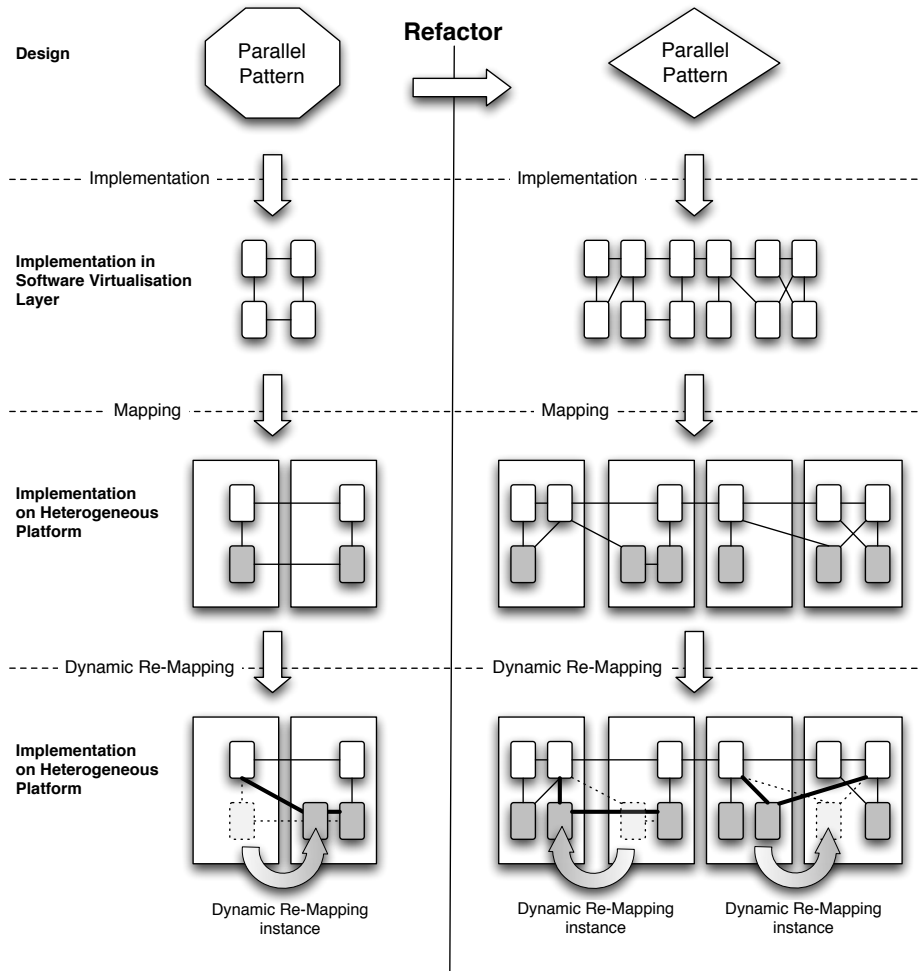 Refactor
Design
Parallel
Pattern
Parallel
Pattern
Implementation
Implementation
Implementation in
Software Virtualisation
Layer
Mapping
Mapping
Implementation
on Heterogeneous
Platform
Dynamic Re-Mapping
Dynamic Re-Mapping
Implementation
on Heterogeneous
Platform
Dynamic Re-Mapping
instance
Dynamic Re-Mapping
instance
Dynamic Re-Mapping
instance